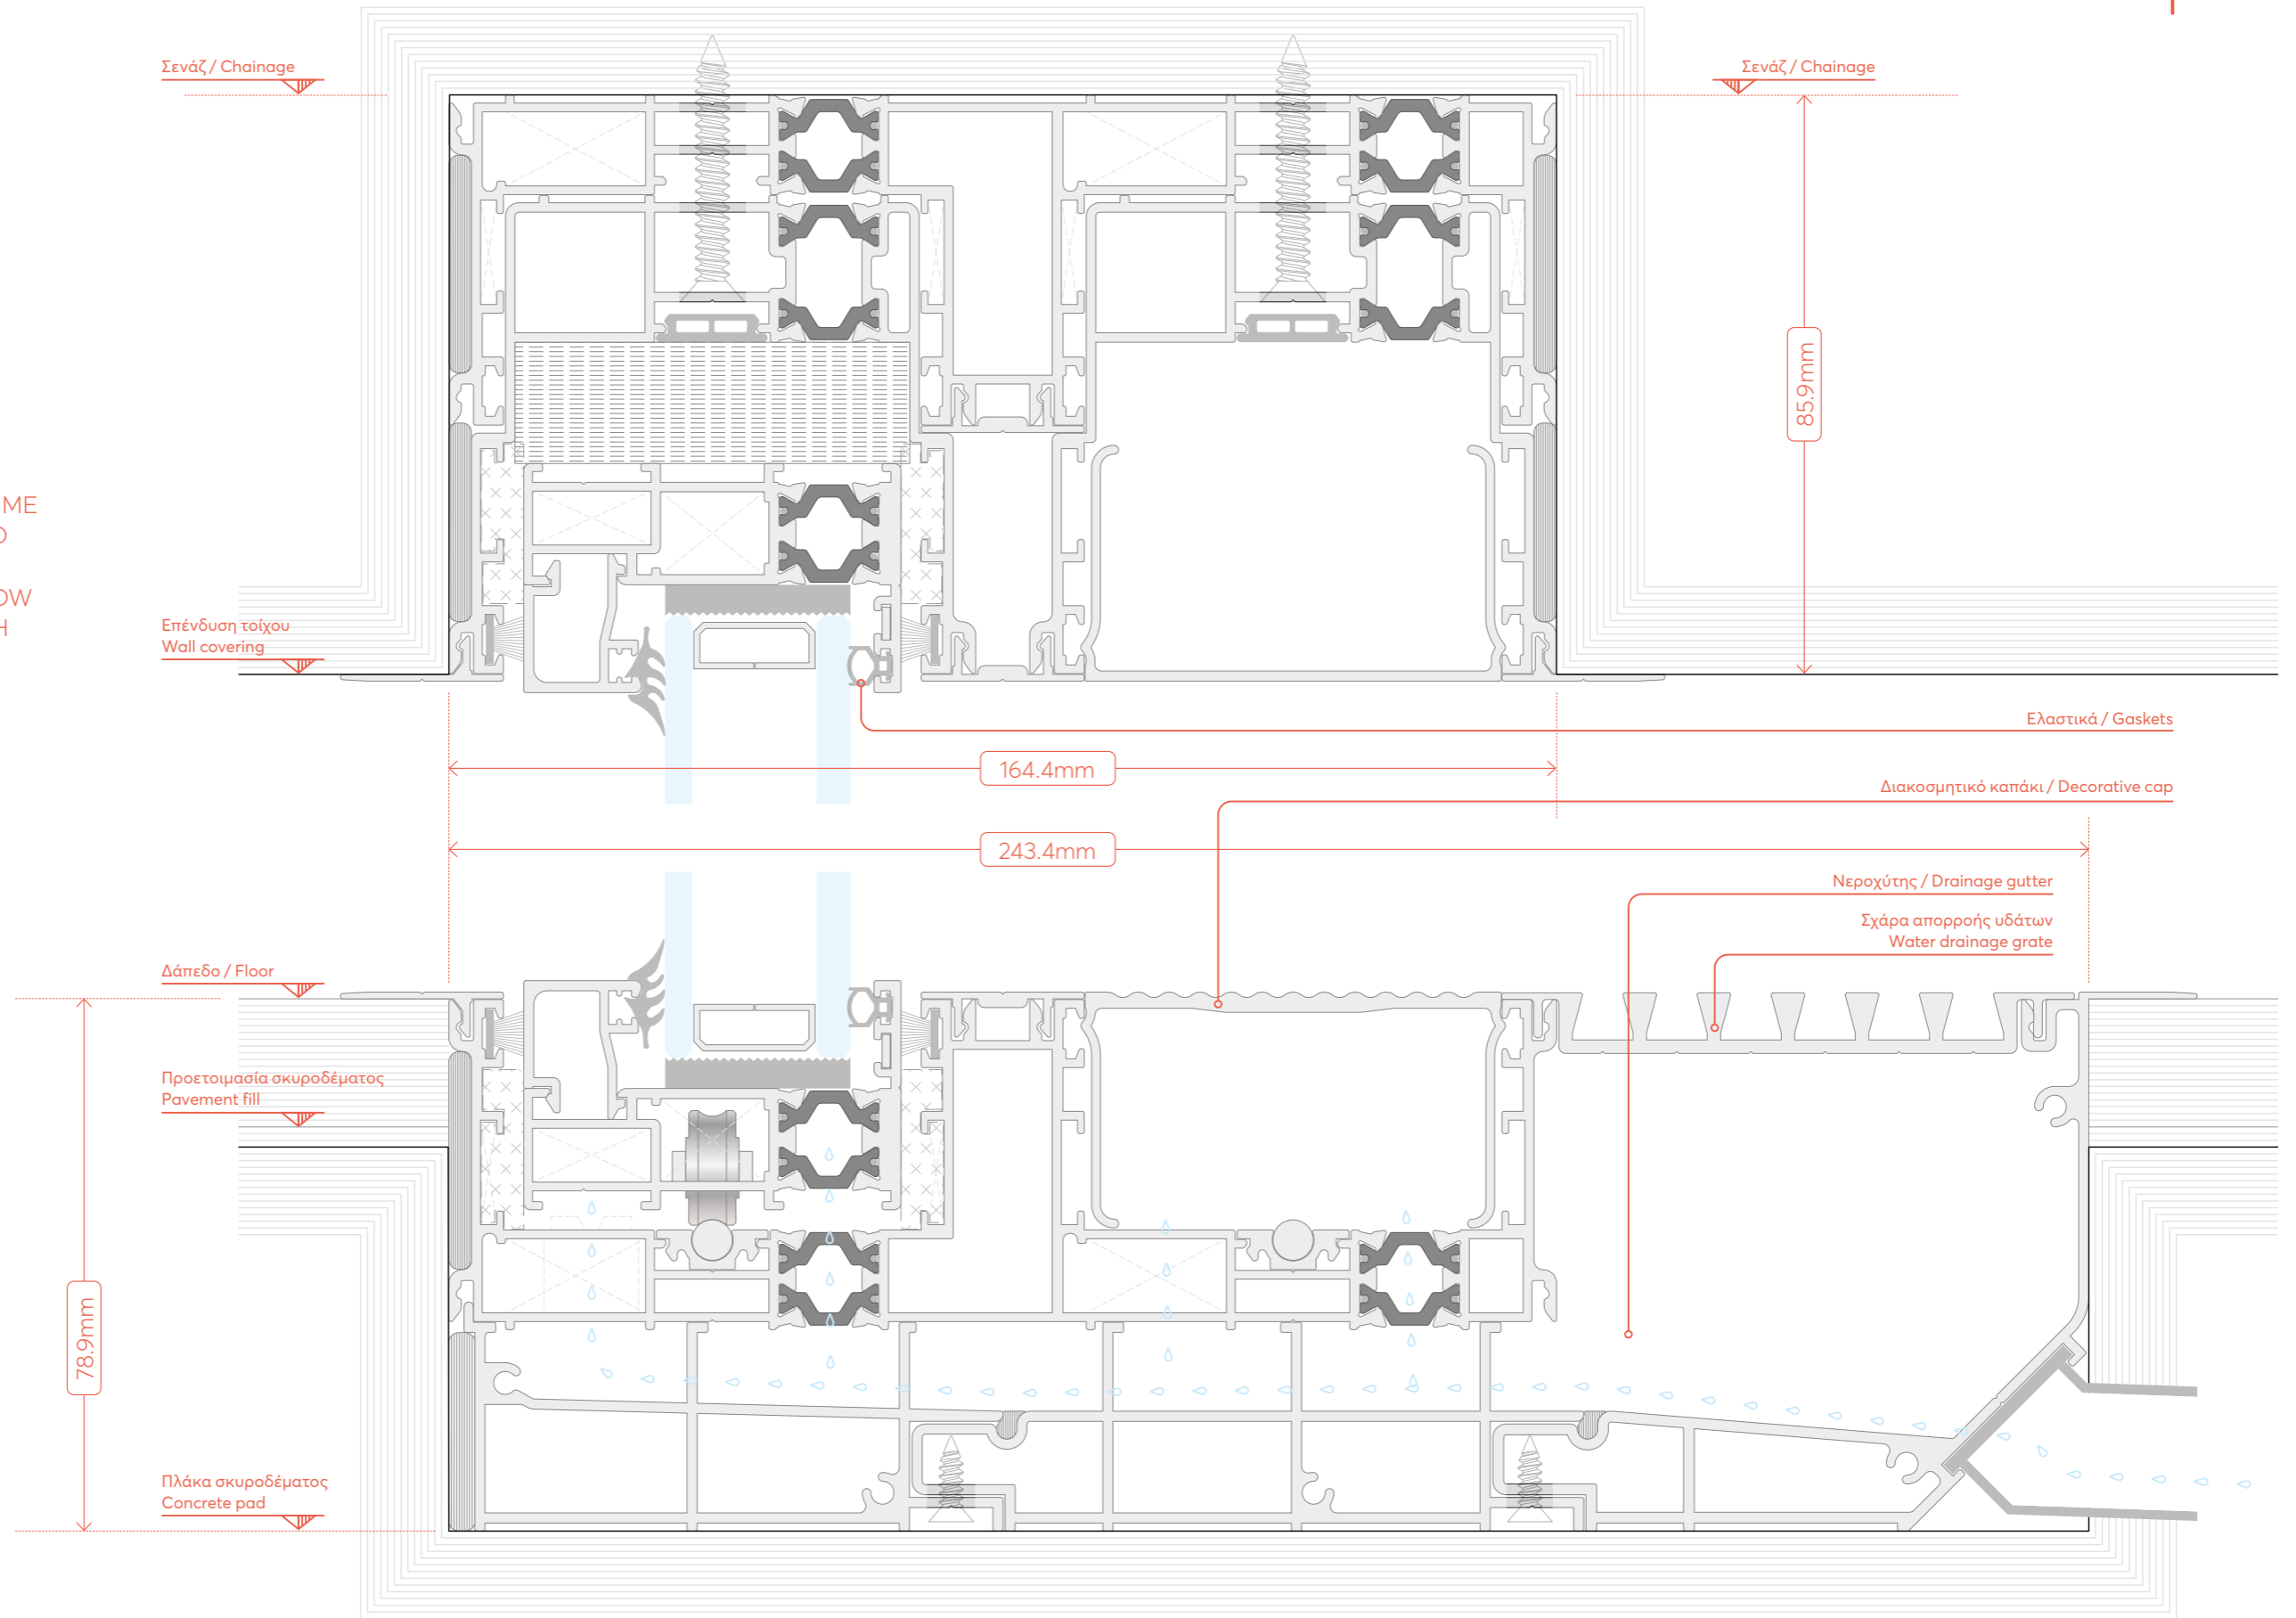 Σενάζ / Chainage
Σενάζ / Chainage
85.9mm
ME
OW
Επένδυση τοίχου
Wall covering
Ελαστικά / Gaskets
164.4mm
Διακοσμητικό καπάκι / Decorative cap
243.4mm
Νεροχύτης / Drainage gutter
Σχάρα απορροής υδάτων
Water drainage grate
Δάπεδο / Floor
Προετοιμασία σκυροδέματος
Pavement fill
78.9mm
Πλάκα σκυροδέματος
Concrete pad